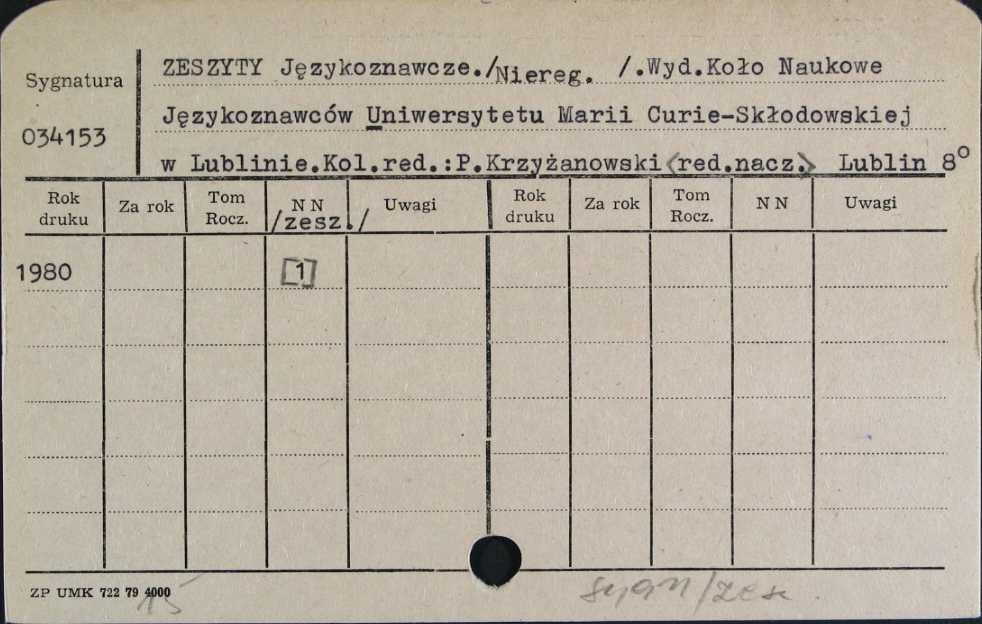 ZESZYTY Językoznawcze./Niereg. /.Wyd.Koło Naukowe
Sygnatura
Językoznawców Uniwersytetu Marii Curie-Skłodowskiej
034153
w Lublinie.Kol.red.:P.Krzyżanowski<red.nacz.> Lublin 8°
Rok druku Za rok Tom Rocz. N N /zesz./ Uwagi Rok druku Za rok Tom Rocz. N N Uwagi
1980 [1]
ZP UMK 722 79 4000
15